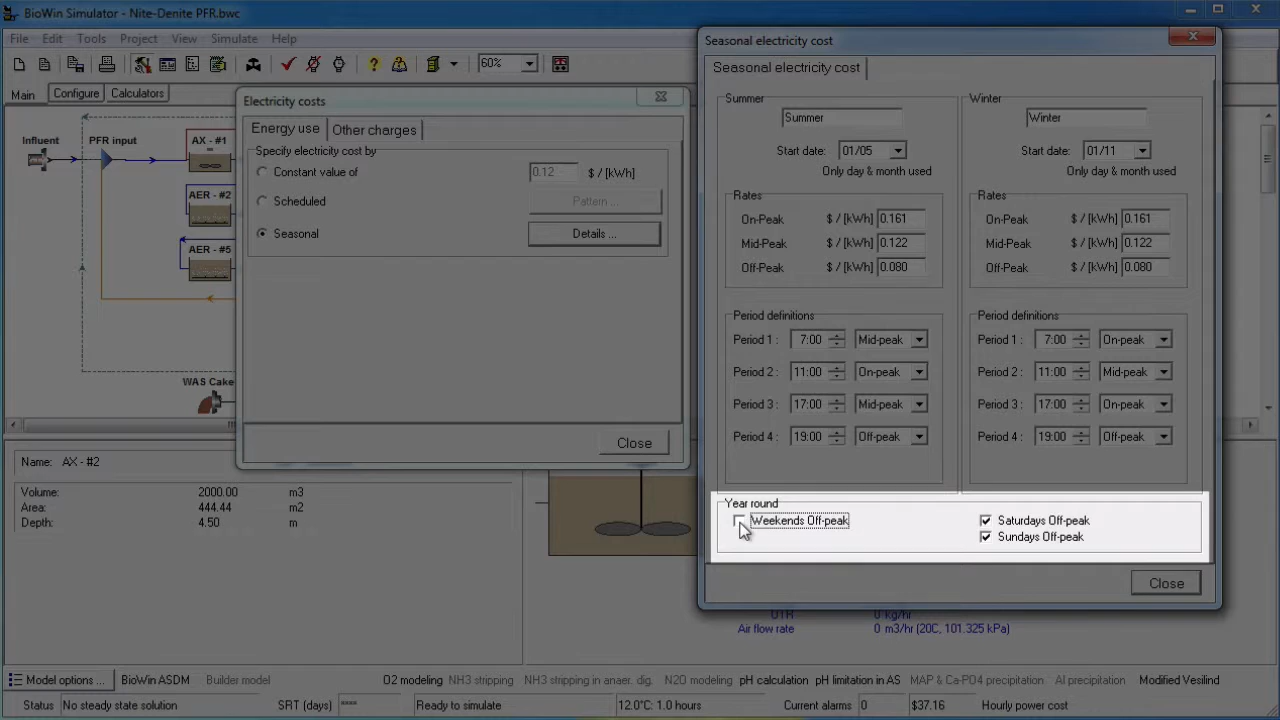 BioWin Simulator - Nite-Denite PFR.bwc
File Edit Tools Project View Simulate Help
60%
Main Configure Calculators
Influent
PFR input
AX - #1
AER - #2
AER - #5
WAS Cake
Electricity costs
Energy use Other charges
Specify electricity cost by
Constant value of 0.12 $ / [kWh]
Scheduled Pattern ...
Seasonal Details ...
Close
Seasonal electricity cost
Seasonal electricity cost
Summer
Summer
Start date: 01/05
Only day & month used
Rates
On-Peak $ / [kWh] 0.161
Mid-Peak $ / [kWh] 0.122
Off-Peak $ / [kWh] 0.080
Period definitions
Period 1 : 7:00 Mid-peak
Period 2 : 11:00 On-peak
Period 3 : 17:00 Mid-peak
Period 4 : 19:00 Off-peak
Winter
Winter
Start date: 01/11
Only day & month used
Rates
On-Peak $ / [kWh] 0.161
Mid-Peak $ / [kWh] 0.122
Off-Peak $ / [kWh] 0.080
Period definitions
Period 1 : 7:00 On-peak
Period 2 : 11:00 Mid-peak
Period 3 : 17:00 On-peak
Period 4 : 19:00 Off-peak
Year round
Weekends Off-peak
Saturdays Off-peak
Sundays Off-peak
Close
Name: AX - #2
Volume: 2000.00 m3
Area: 444.44 m2
Depth: 4.50 m
OTR 0 kg/hr
Air flow rate 0 m3/hr (20C, 101.325 kPa)
Model options ... BioWin ASDM Builder model O2 modeling NH3 stripping NH3 stripping in anaer. dig. N2O modeling pH calculation pH limitation in AS MAP & Ca-PO4 precipitation Al precipitation Modified Vesilind
Status No steady state solution SRT (days) **** Ready to simulate 12.0°C: 1.0 hours Current alarms 0 $37.16 Hourly power cost